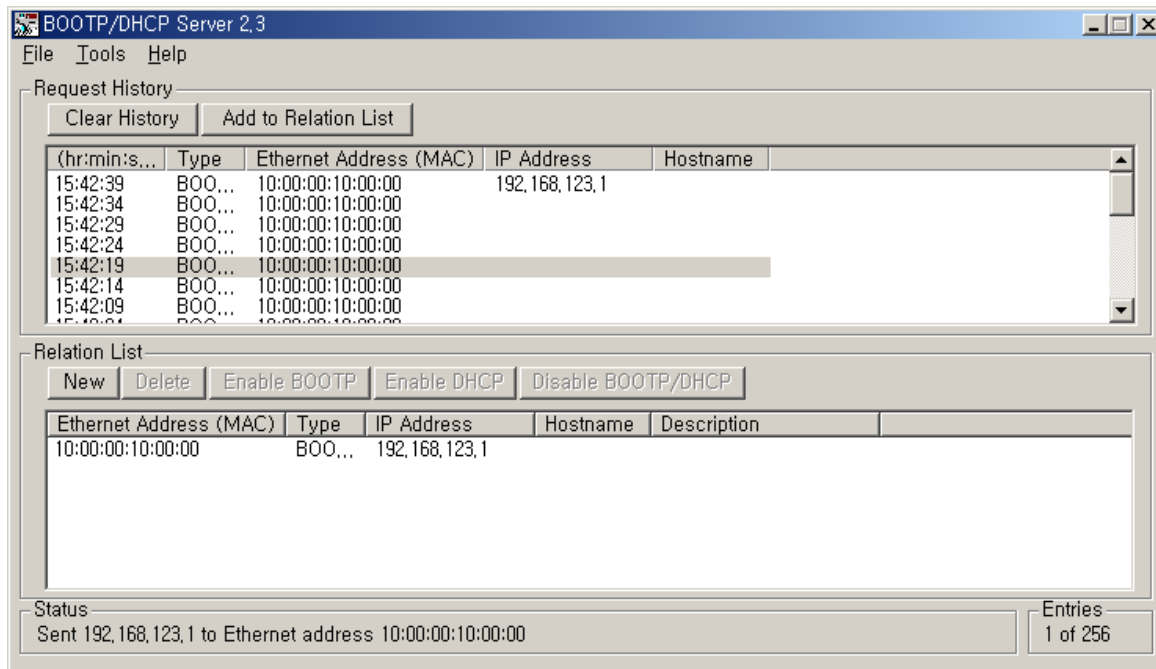 BOOTP/DHCP Server 2,3
File Tools Help
Request History
Clear History Add to Relation List
(hr:min:s,,, Type Ethernet Address (MAC) IP Address Hostname
15:42:39 BOO,,, 10:00:00:10:00:00 192,168,123,1
15:42:34 BOO,,, 10:00:00:10:00:00
15:42:29 BOO,,, 10:00:00:10:00:00
15:42:24 BOO,,, 10:00:00:10:00:00
15:42:19 BOO,,, 10:00:00:10:00:00
15:42:14 BOO,,, 10:00:00:10:00:00
15:42:09 BOO,,, 10:00:00:10:00:00
Relation List
New Delete Enable BOOTP Enable DHCP Disable BOOTP/DHCP
Ethernet Address (MAC) Type IP Address Hostname Description
10:00:00:10:00:00 BOO,,, 192,168,123,1
Status Entries
Sent 192,168,123,1 to Ethernet address 10:00:00:10:00:00 1 of 256